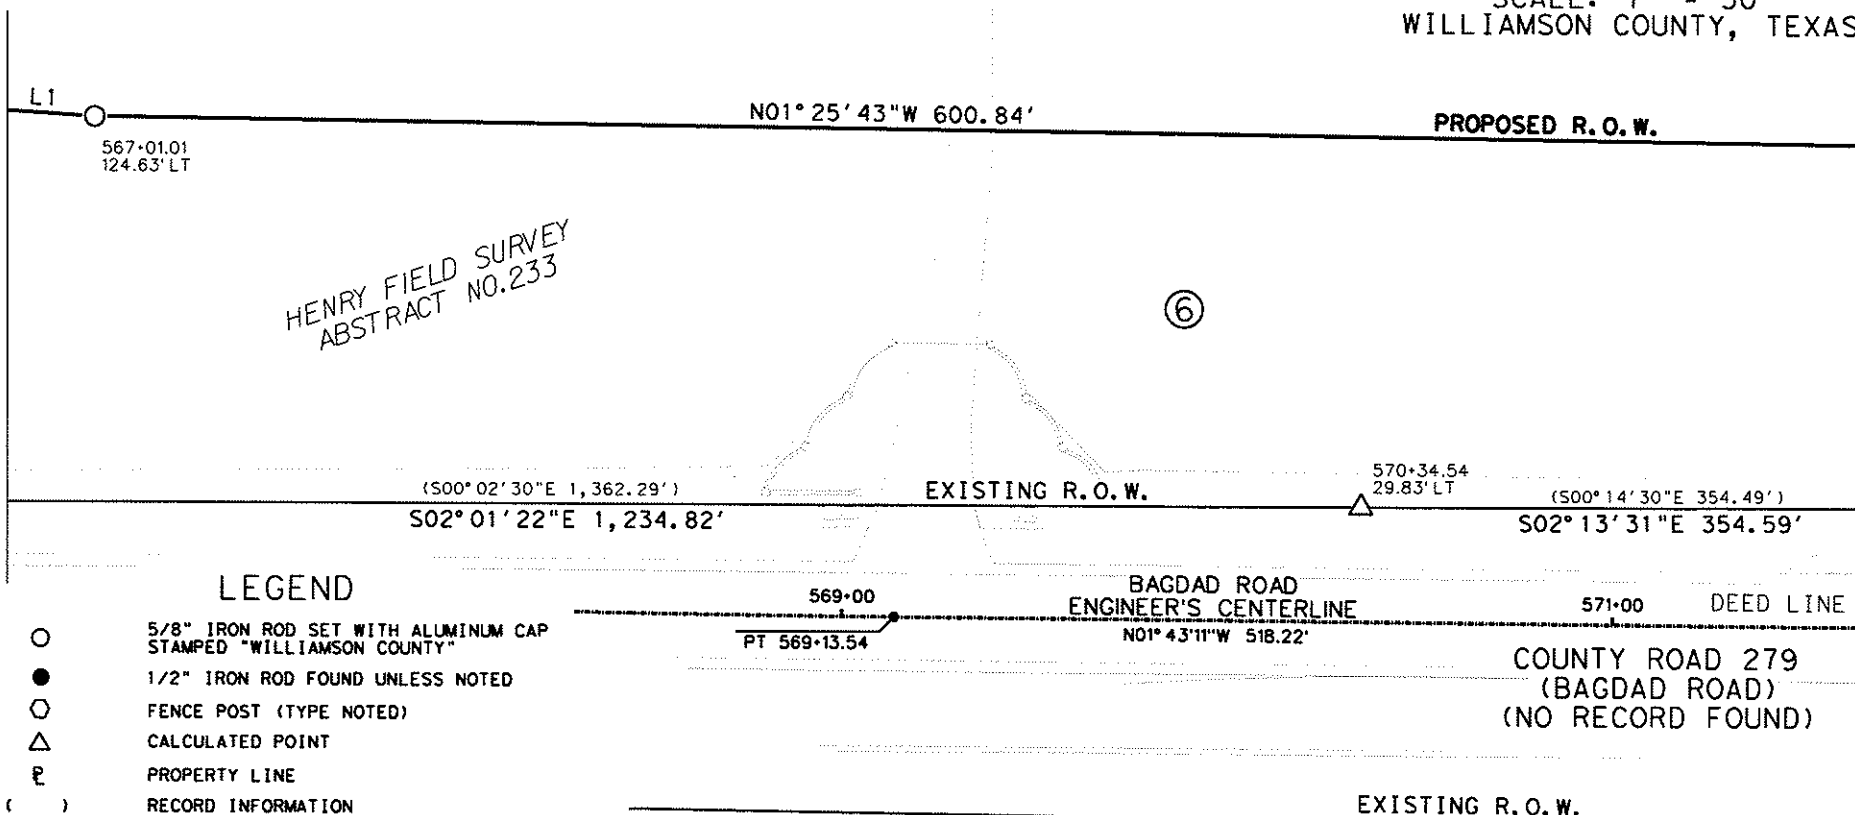 WILLIAMSON COUNTY, TEXAS
L1
N01°25'43"W 600.84'
PROPOSED R.O.W.
567+01.01
124.63' LT
HENRY FIELD SURVEY
ABSTRACT NO.233
6
570+34.54
29.83' LT
(S00°02'30"E 1,362.29')
EXISTING R.O.W.
(S00°14'30"E 354.49')
S02°01'22"E 1,234.82'
S02°13'31"E 354.59'
LEGEND
5/8" IRON ROD SET WITH ALUMINUM CAP
STAMPED "WILLIAMSON COUNTY"
1/2" IRON ROD FOUND UNLESS NOTED
FENCE POST (TYPE NOTED)
CALCULATED POINT
PROPERTY LINE
( ) RECORD INFORMATION
569+00
PT 569+13.54
BAGDAD ROAD
ENGINEER'S CENTERLINE
N01°43'11"W 518.22'
571+00
DEED LINE
COUNTY ROAD 279
(BAGDAD ROAD)
(NO RECORD FOUND)
EXISTING R.O.W.